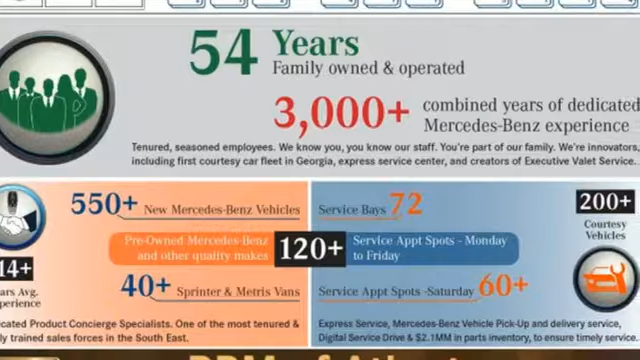 54 Years
Family owned & operated
3,000+ combined years of dedicated
Mercedes-Benz experience
Tenured, seasoned employees. We know you, you know our staff. You're part of our family. We're innovators,
including first courtesy car fleet in Georgia, express service center, and creators of Executive Valet Service.
550+ New Mercedes-Benz Vehicles
Pre-Owned Mercedes-Benz
and other quality makes
120+
40+ Sprinter & Metris Vans
14+
ars Avg.
perience
cated Product Concierge Specialists. One of the most tenured &
ly trained sales forces in the South East.
Service Bays 72
Service Appt Spots - Monday
to Friday
Service Appt Spots -Saturday 60+
200+
Courtesy
Vehicles
Express Service, Mercedes-Benz Vehicle Pick-Up and delivery service,
Digital Service Drive & $2.1MM in parts inventory, to ensure timely service.